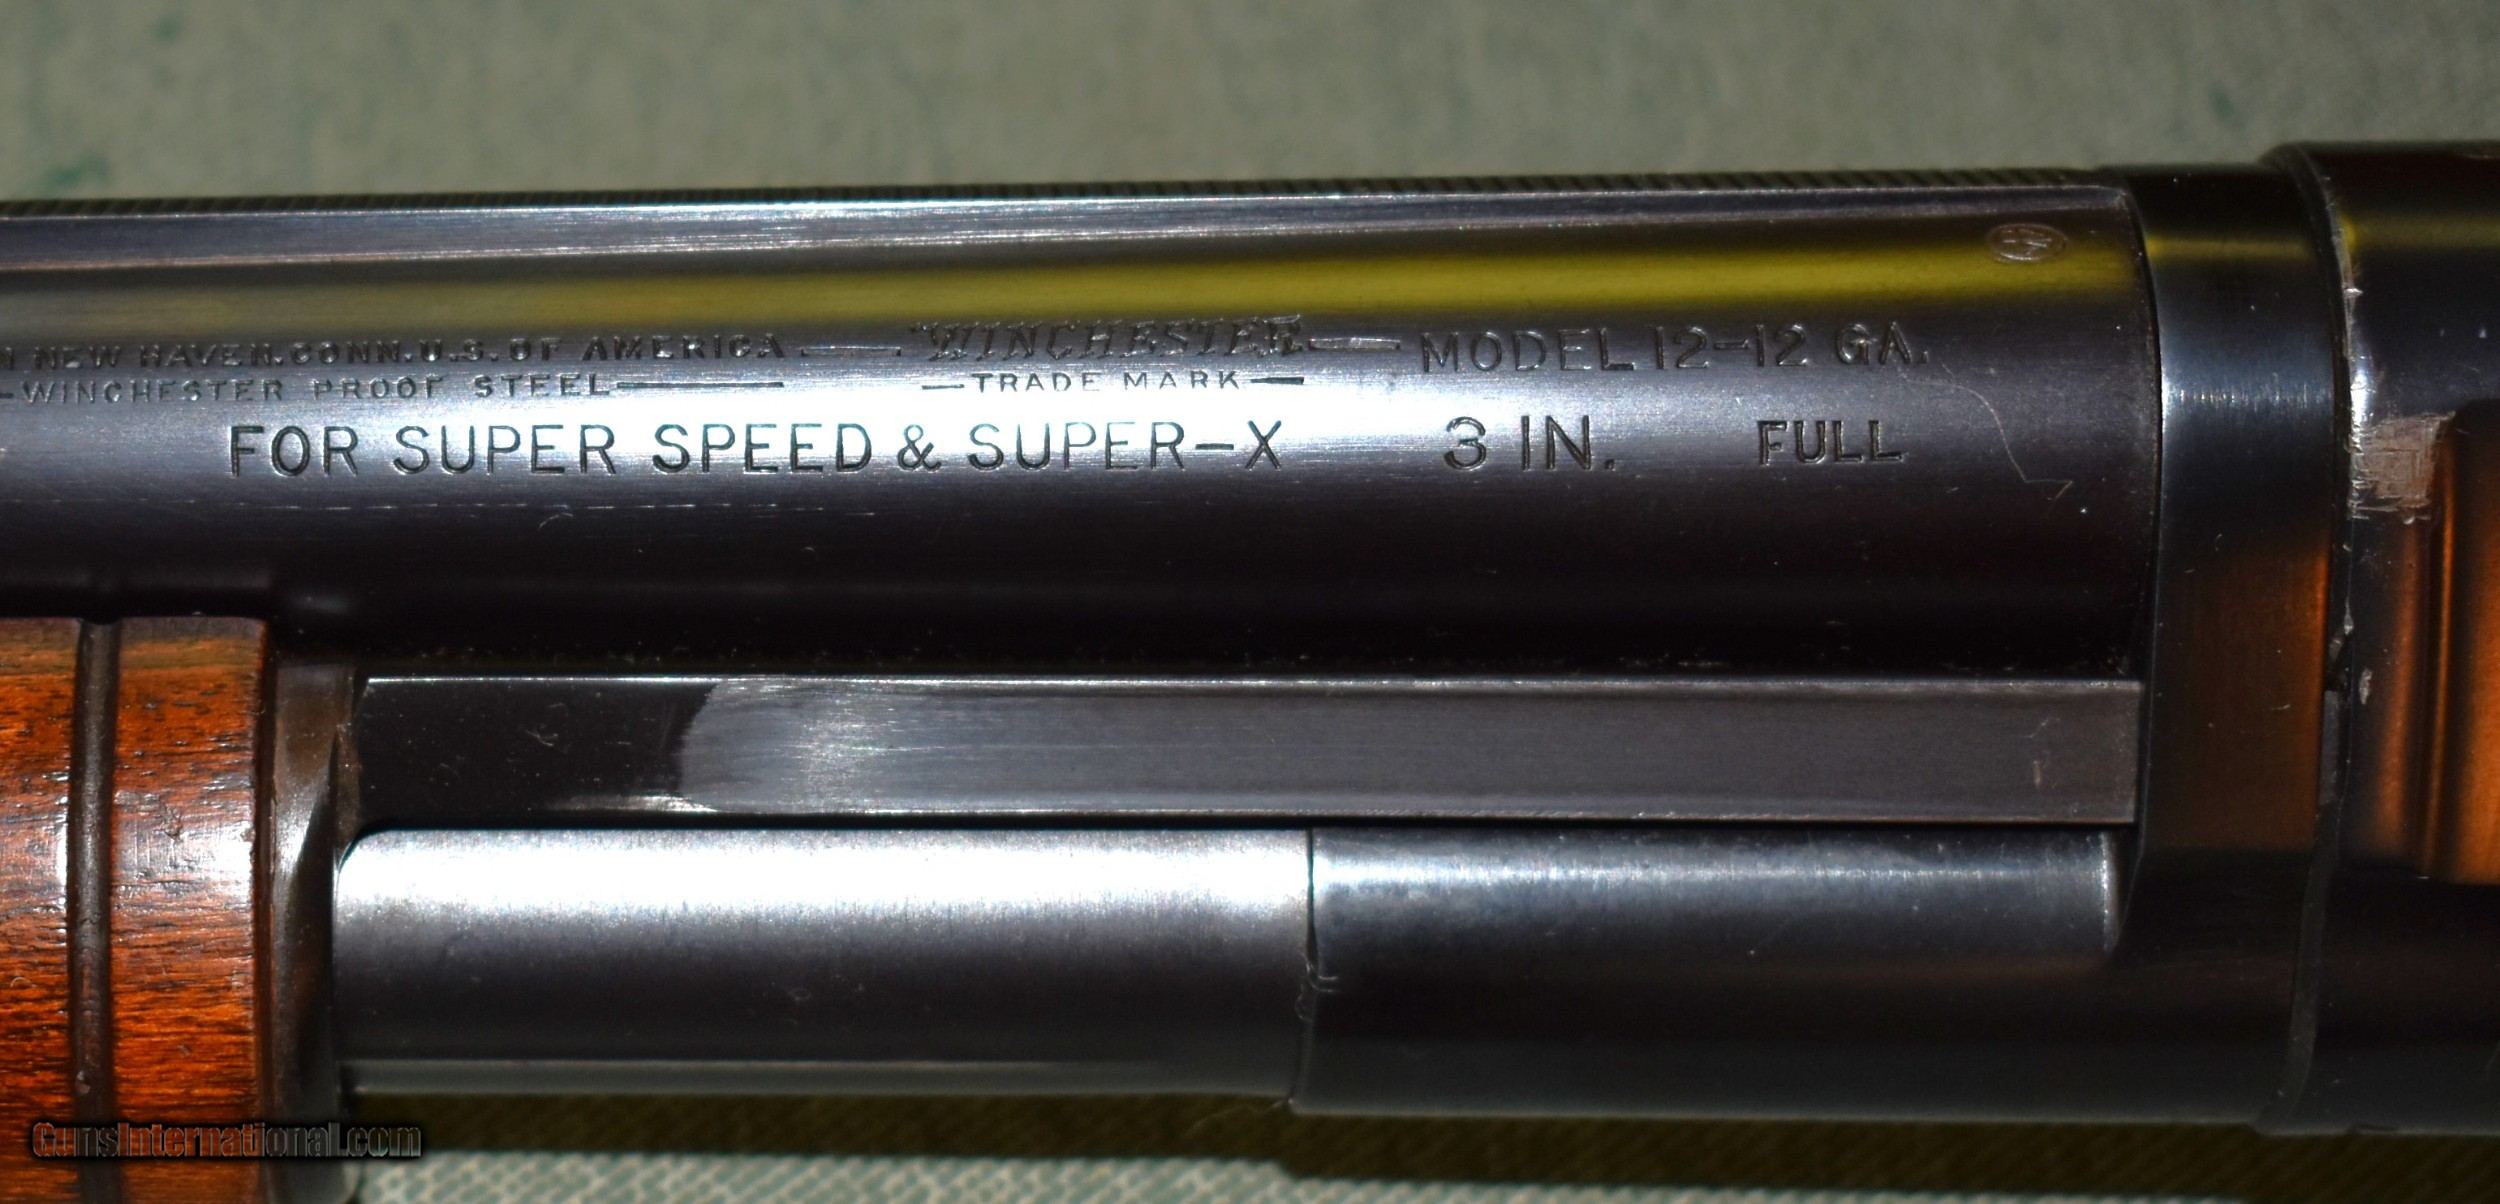 NEW HAVEN. CONN. U.S. OF AMERICA WINCHESTER MODEL 12-12 GA.
WINCHESTER PROOF STEEL TRADE MARK
FOR SUPER SPEED & SUPER-X 3 IN. FULL
GunsInternational.com